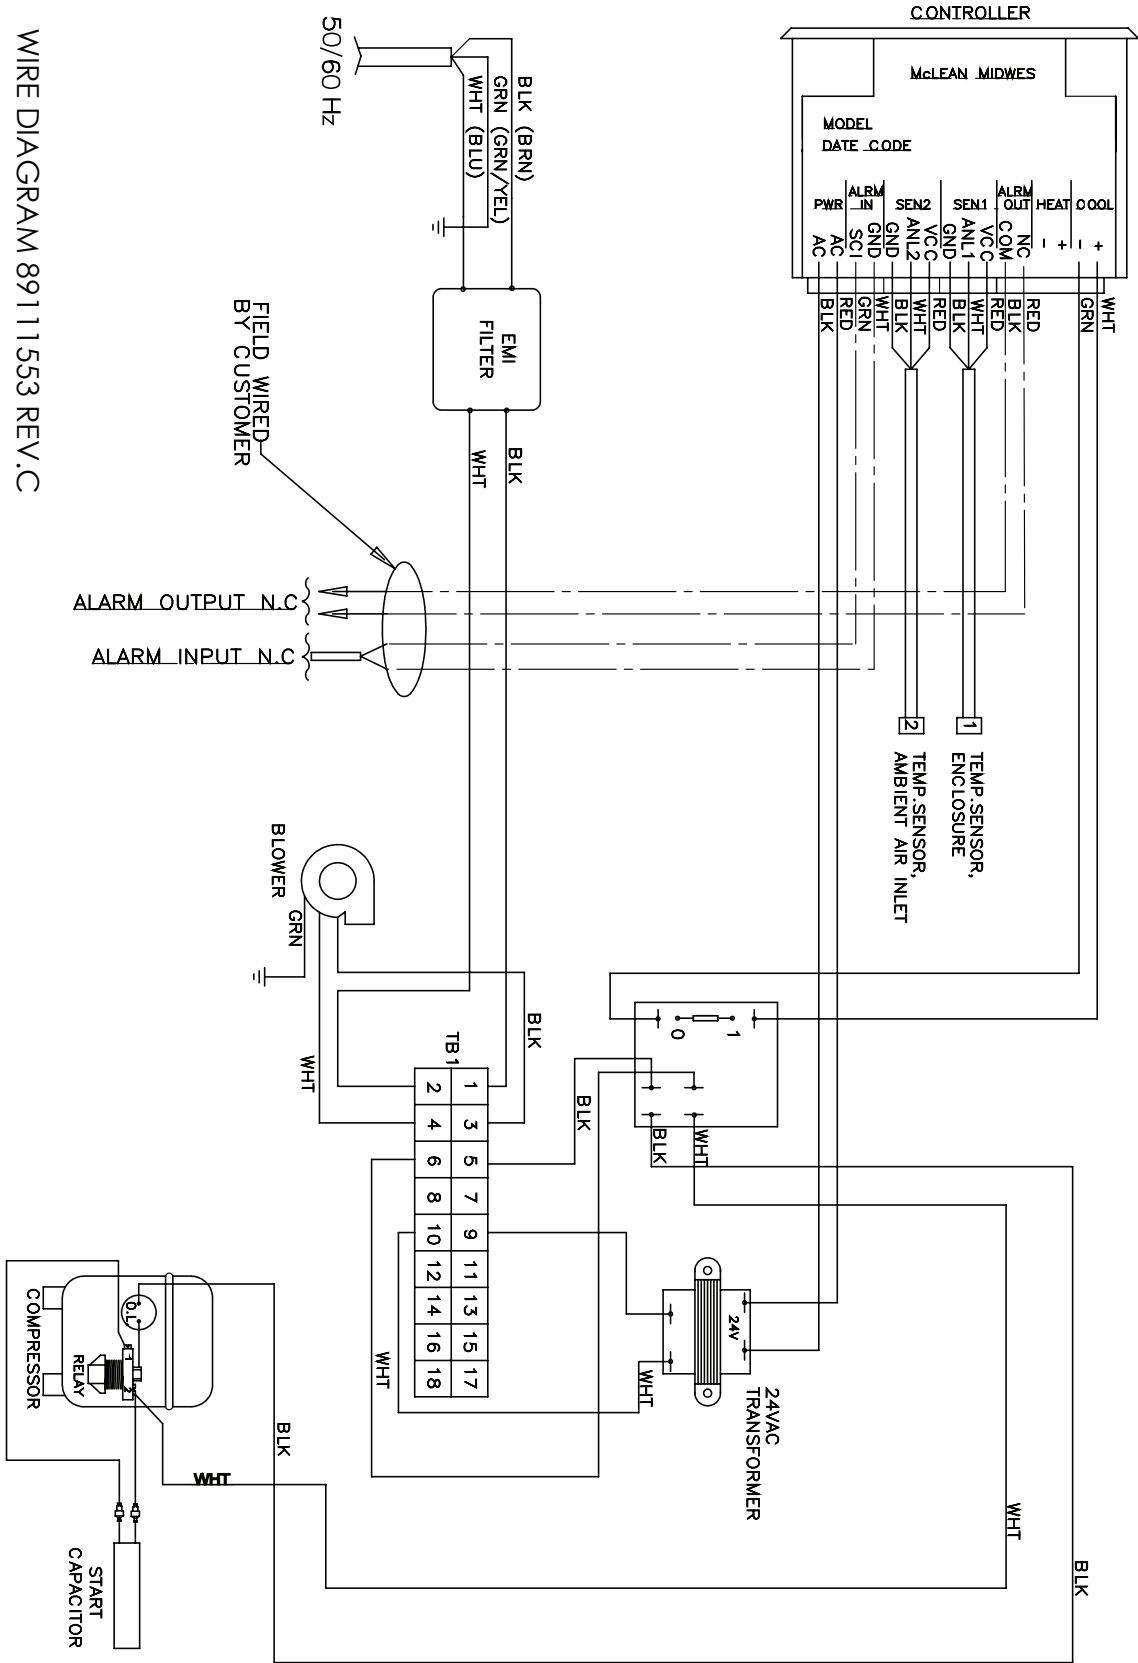 CONTROLLER
McLEAN MIDWES
MODEL
DATE CODE
PWR
ALRM
IN
SEN2
SEN1
ALRM
OUT
HEAT
COOL
AC
AC
SCI
GND
GND
ANL2
VCC
GND
ANL1
VCC
COM
NC
-
+
-
+
BLK
RED
GRN
WHT
BLK
WHT
RED
BLK
WHT
RED
BLK
RED
GRN
WHT
50/60 Hz
BLK (BRN)
GRN (GRN/YEL)
WHT (BLU)
EMI
FILTER
WHT
BLK
FIELD WIRED
BY CUSTOMER
ALARM OUTPUT N.C
ALARM INPUT N.C
1
TEMP.SENSOR,
ENCLOSURE
2
TEMP.SENSOR,
AMBIENT AIR INLET
BLOWER
GRN
WHT
BLK
TB1
1
2
3
4
5
6
7
8
9
10
11
12
13
14
15
16
17
18
0
1
BLK
BLK
WHT
24V
24VAC
TRANSFORMER
WHT
WHT
WHT
BLK
BLK
WHT
O.L.
1
2
RELAY
COMPRESSOR
START
CAPACITOR
WIRE DIAGRAM 89111553 REV.C